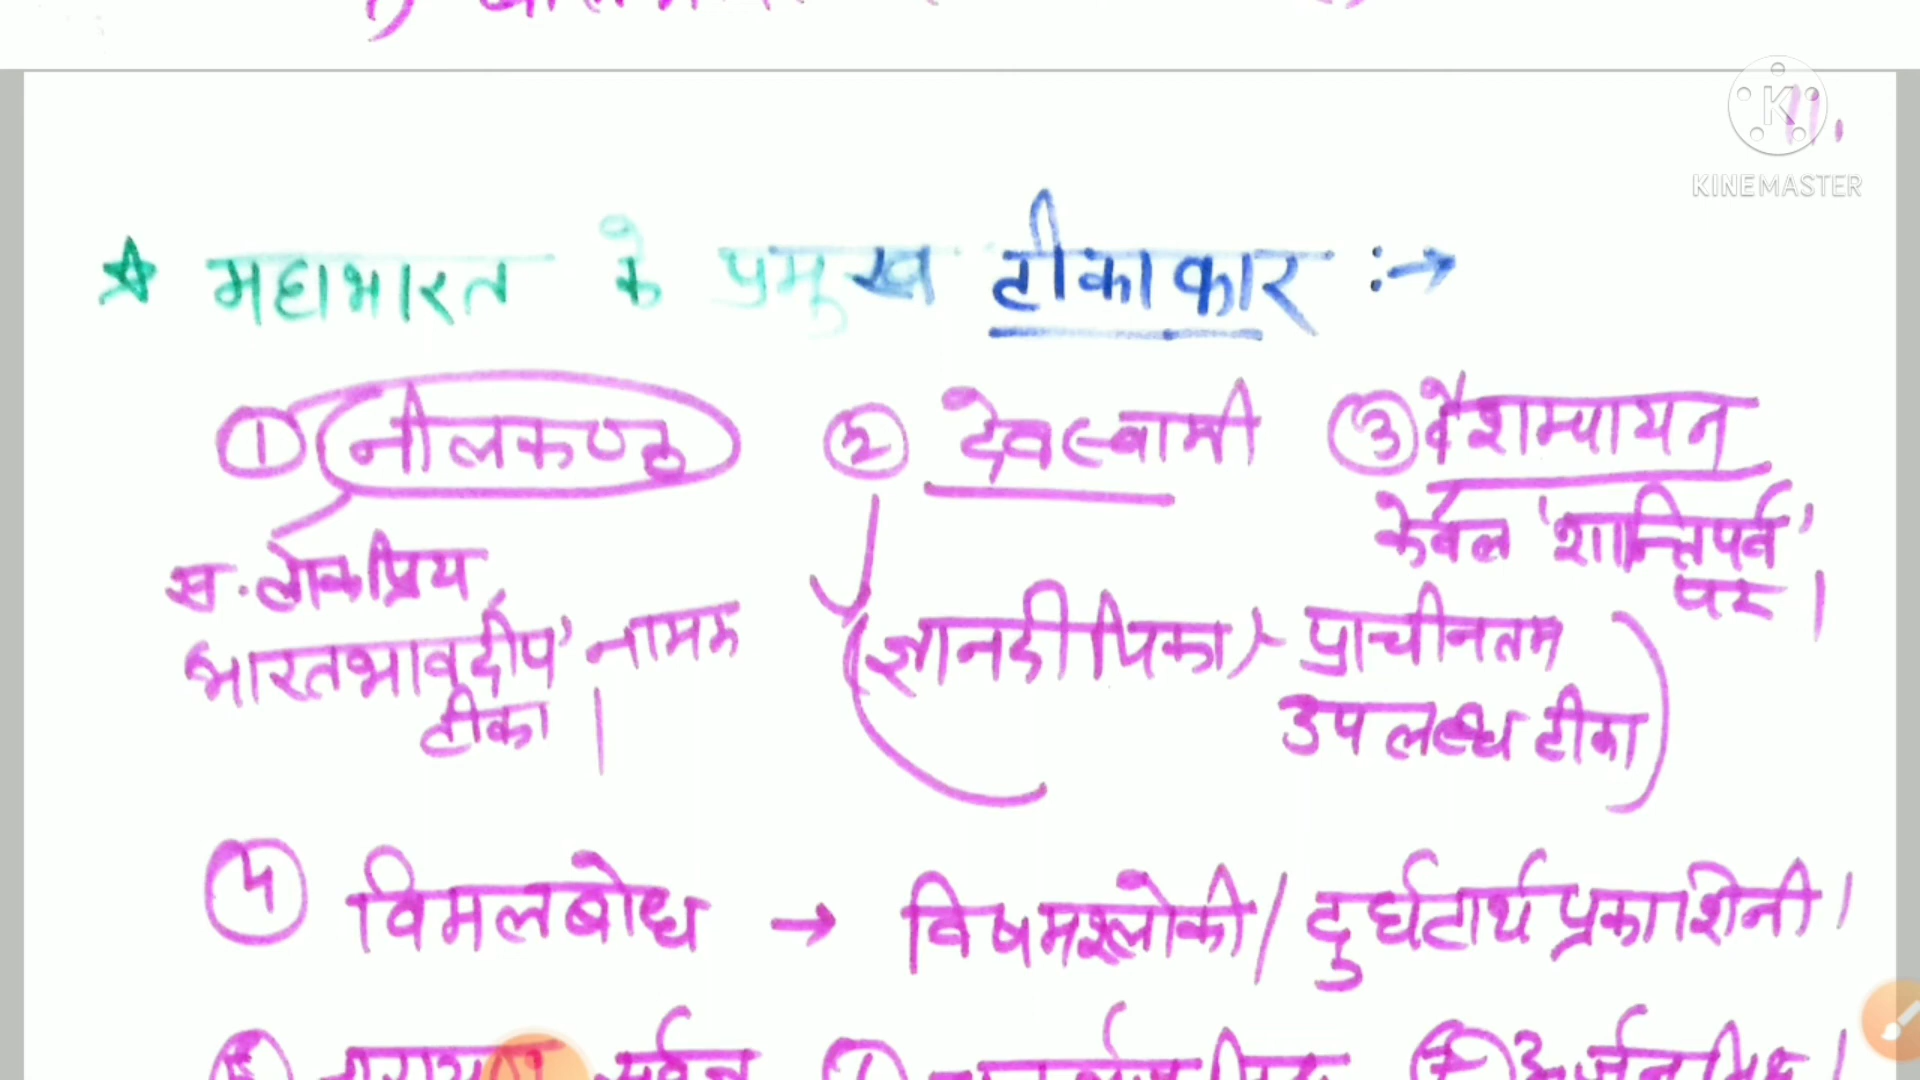 11.
KINEMASTER
☆ महाभारत के प्रमुख टीकाकार :→
① नीलकण्ठ ② देवस्वामी ③ वैशम्पायन
केवल 'शान्तिपर्व'
पर।
स. लोकप्रिय
'भारतभावदीप' नामक
टीका।
(ज्ञानदीपिका)- प्राचीनतम
उपलब्ध टीका)
④ विमलबोध → विषमश्लोकी / दुर्घटार्थप्रकाशिनी।